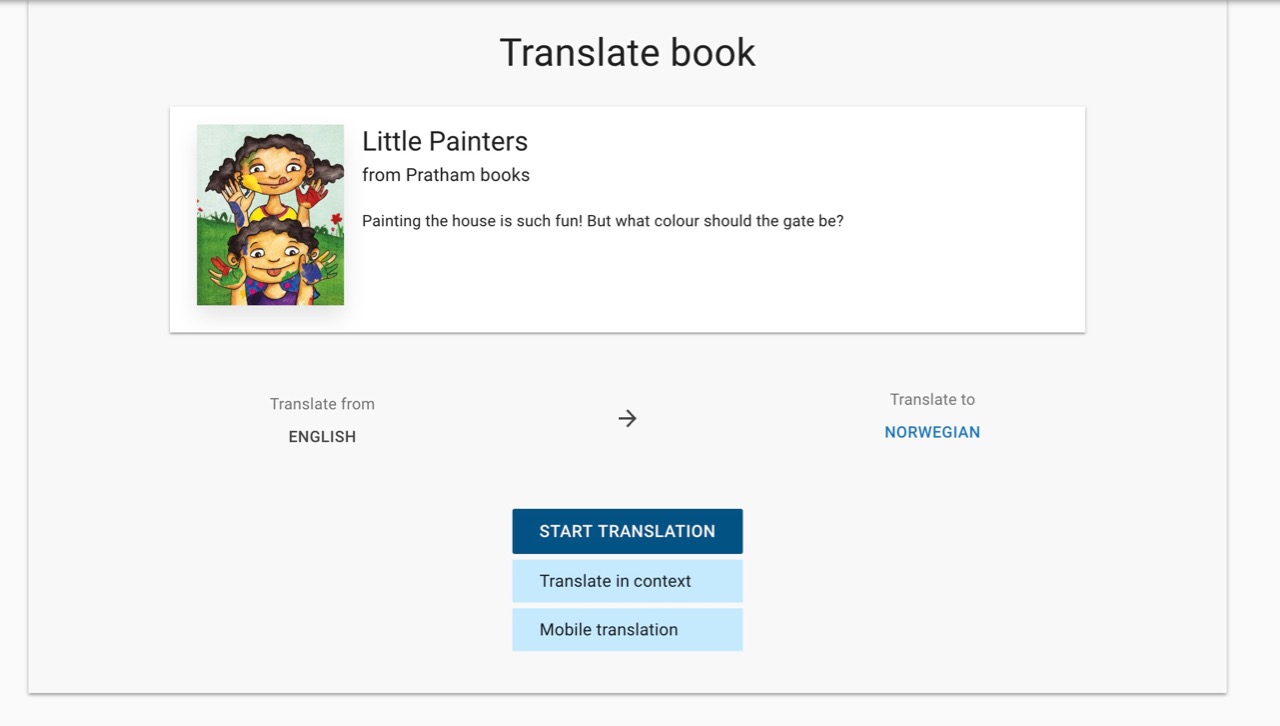 Translate book
Little Painters
from Pratham books
Painting the house is such fun! But what colour should the gate be?
Translate from
ENGLISH
Translate to
NORWEGIAN
START TRANSLATION
Translate in context
Mobile translation